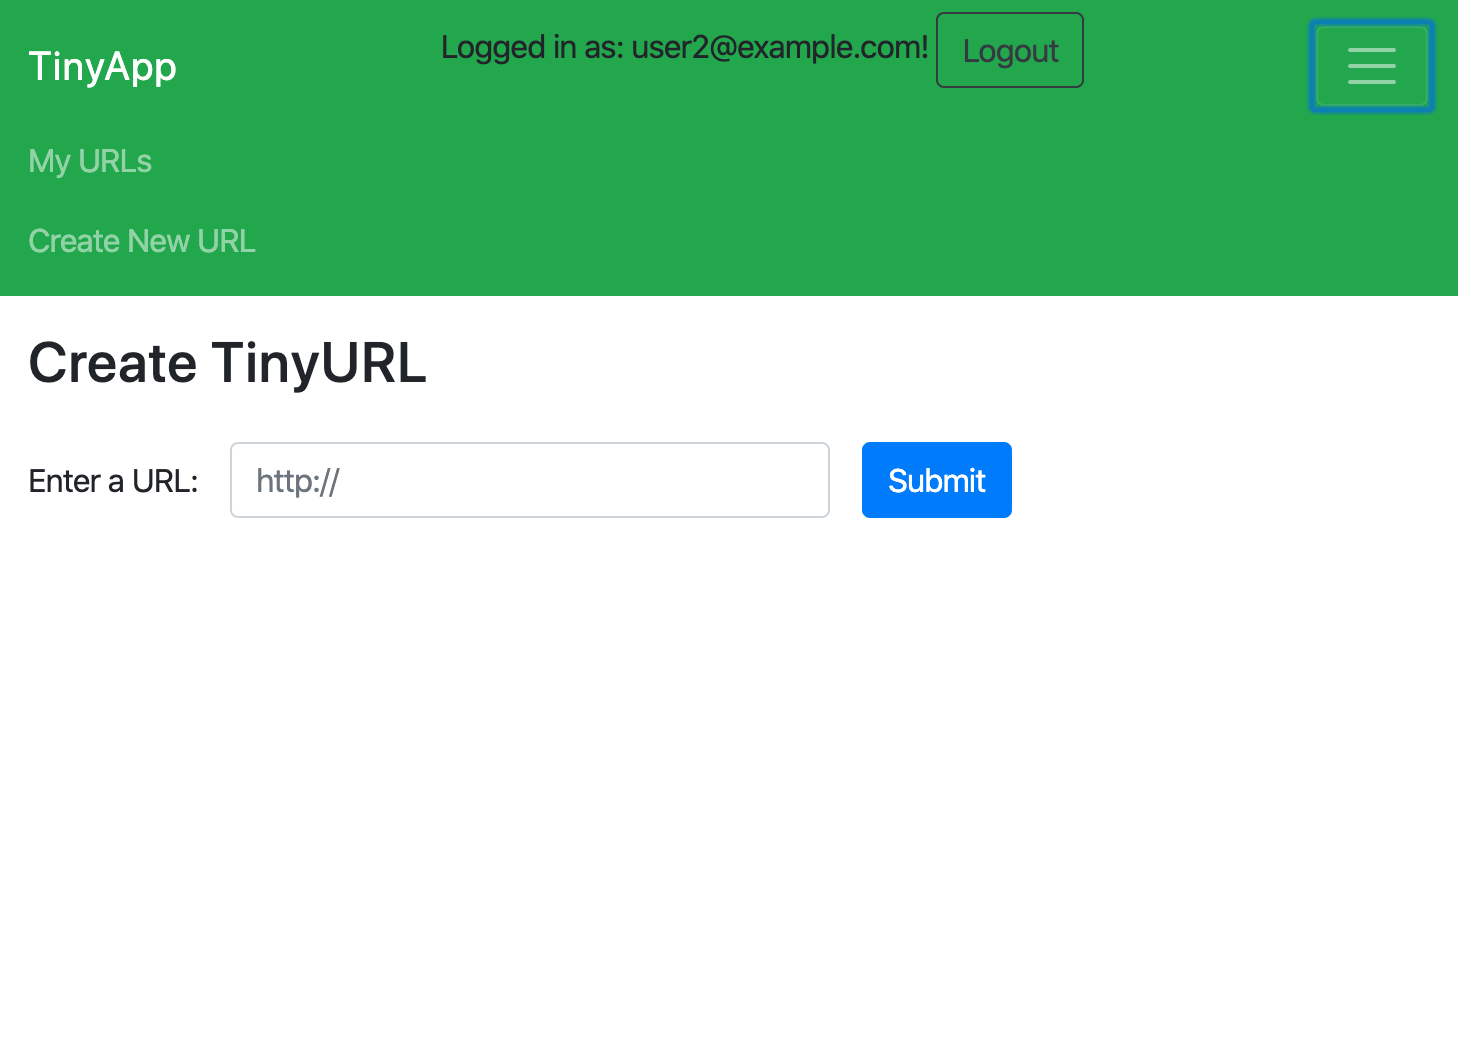 TinyApp
Logged in as: user2@example.com! Logout
My URLs
Create New URL
Create TinyURL
Enter a URL: http:// Submit